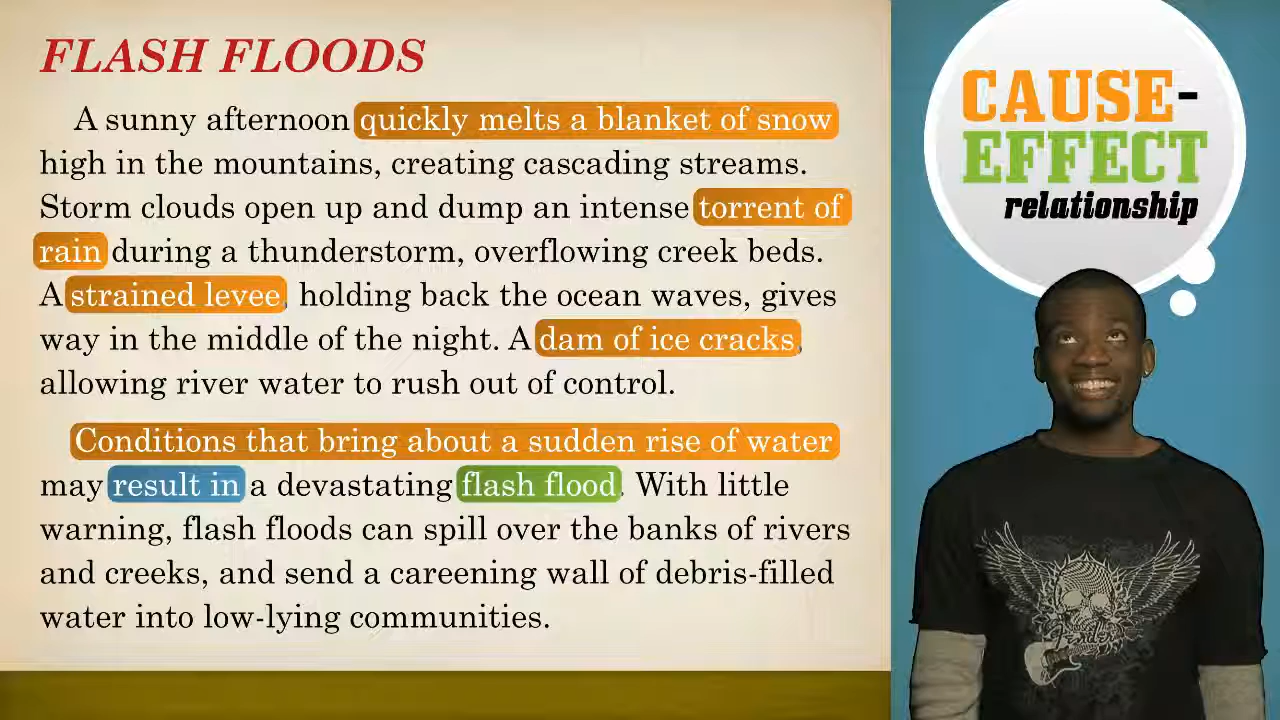 FLASH FLOODS
A sunny afternoon quickly melts a blanket of snow
high in the mountains, creating cascading streams.
Storm clouds open up and dump an intense torrent of
rain during a thunderstorm, overflowing creek beds.
A strained levee, holding back the ocean waves, gives
way in the middle of the night. A dam of ice cracks,
allowing river water to rush out of control.
Conditions that bring about a sudden rise of water
may result in a devastating flash flood. With little
warning, flash floods can spill over the banks of rivers
and creeks, and send a careening wall of debris-filled
water into low-lying communities.
CAUSE-
EFFECT
relationship
Fender